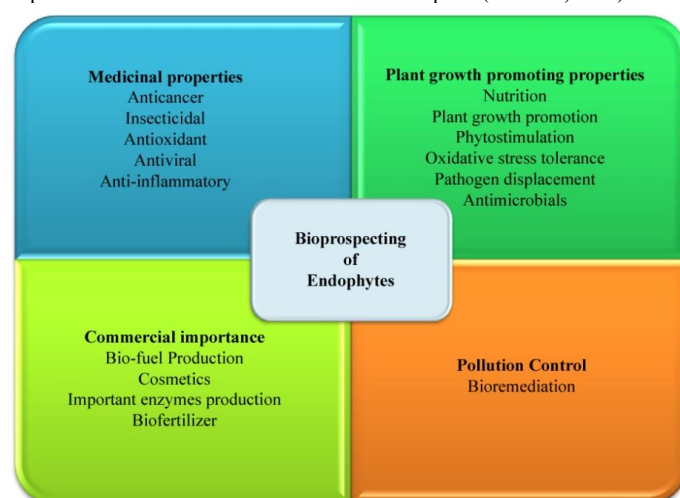 Medicinal properties
Anticancer
Insecticidal
Antioxidant
Antiviral
Anti-inflammatory
Plant growth promoting properties
Nutrition
Plant growth promotion
Phytostimulation
Oxidative stress tolerance
Pathogen displacement
Antimicrobials
Bioprospecting
of
Endophytes
Commercial importance
Bio-fuel Production
Cosmetics
Important enzymes production
Biofertilizer
Pollution Control
Bioremediation